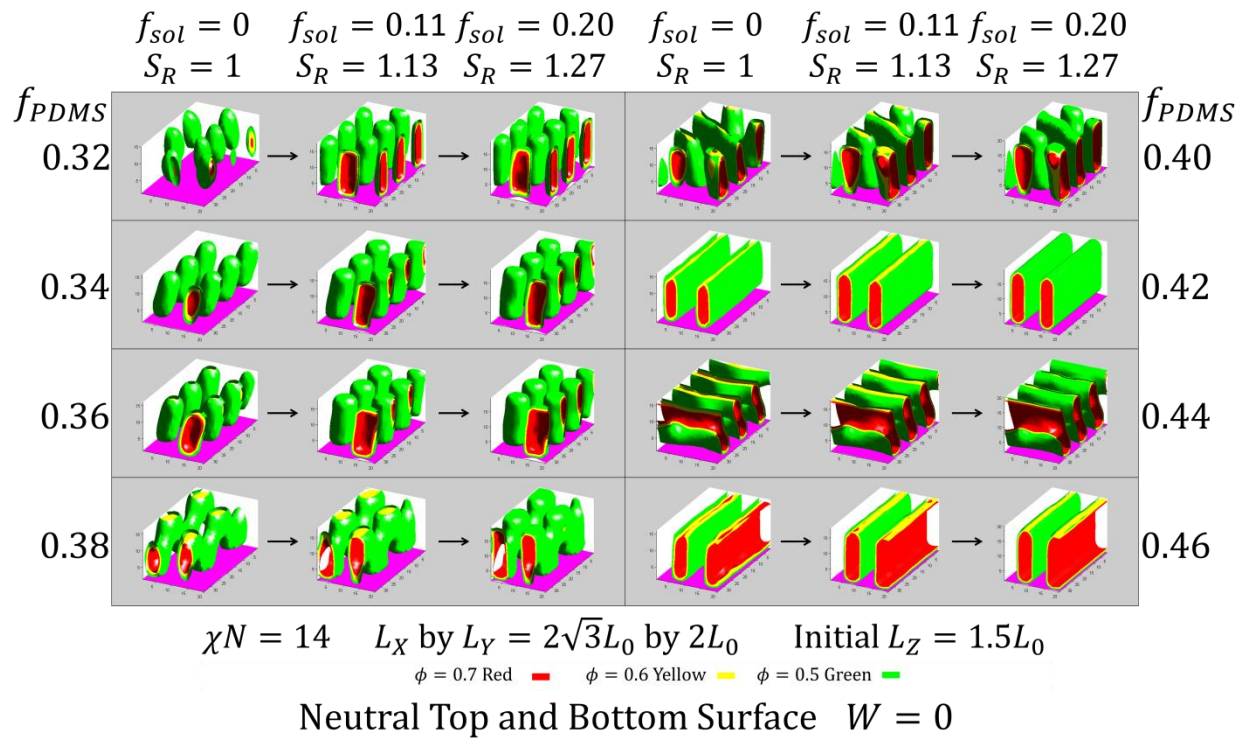 f_sol = 0 f_sol = 0.11 f_sol = 0.20 f_sol = 0 f_sol = 0.11 f_sol = 0.20
S_R = 1 S_R = 1.13 S_R = 1.27 S_R = 1 S_R = 1.13 S_R = 1.27
f_PDMS f_PDMS
0.32 0.40
0.34 0.42
0.36 0.44
0.38 0.46
χN = 14 L_X by L_Y = 2√3L_0 by 2L_0 Initial L_Z = 1.5L_0
ϕ = 0.7 Red ϕ = 0.6 Yellow ϕ = 0.5 Green
Neutral Top and Bottom Surface W = 0